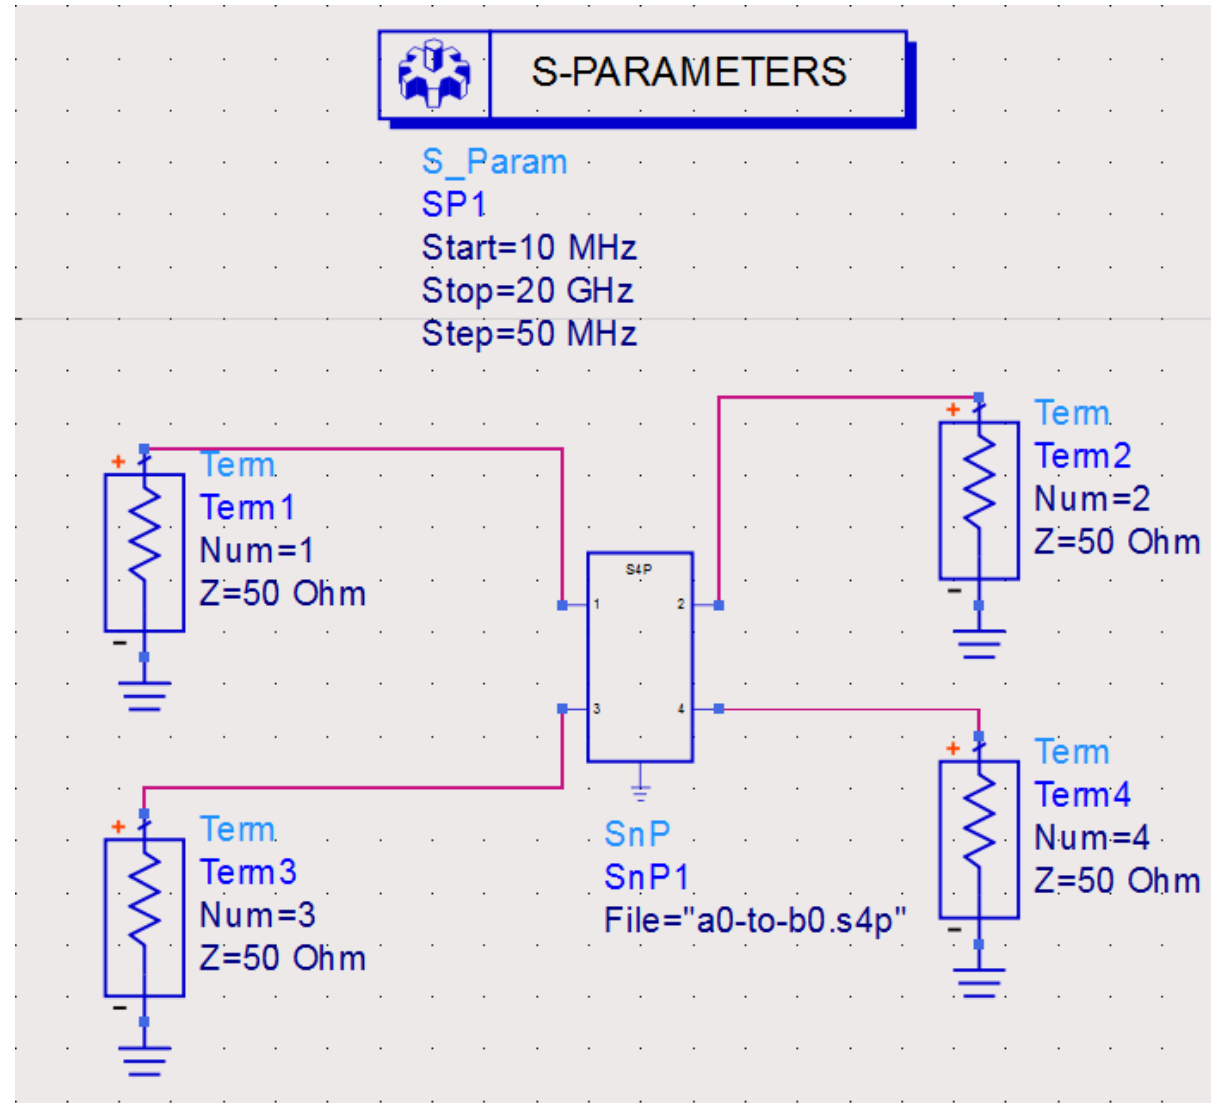 S-PARAMETERS
S_Param
SP1
Start=10 MHz
Stop=20 GHz
Step=50 MHz
+
Term
Term1
Num=1
Z=50 Ohm
-
+
Term
Term2
Num=2
Z=50 Ohm
-
S4P
1
2
3
4
SnP
SnP1
File="a0-to-b0.s4p"
+
Term
Term3
Num=3
Z=50 Ohm
-
+
Term
Term4
Num=4
Z=50 Ohm
-